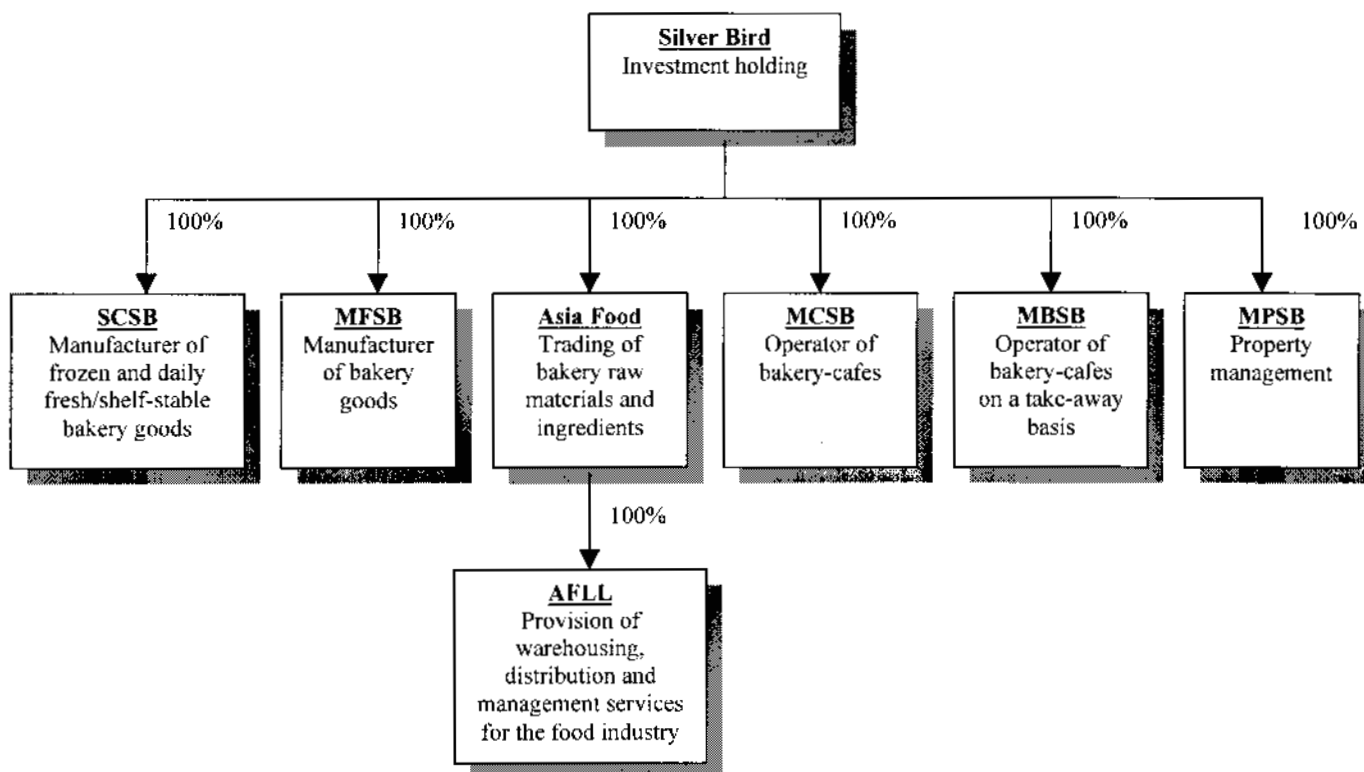 Silver Bird
Investment holding
100%
100%
100%
100%
100%
100%
SCSB
Manufacturer of
frozen and daily
fresh/shelf-stable
bakery goods
MFSB
Manufacturer
of bakery
goods
Asia Food
Trading of
bakery raw
materials and
ingredients
MCSB
Operator of
bakery-cafes
MBSB
Operator of
bakery-cafes
on a take-away
basis
MPSB
Property
management
100%
AFLL
Provision of
warehousing,
distribution and
management services
for the food industry